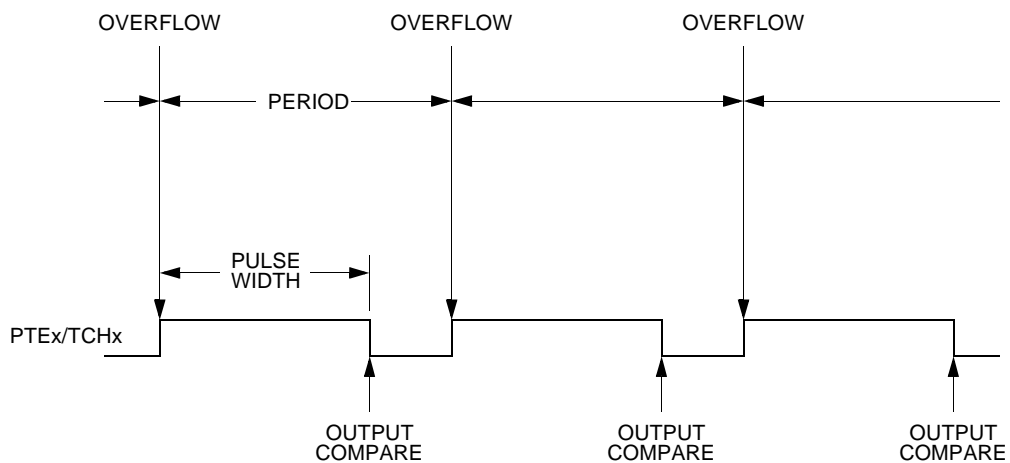 OVERFLOW OVERFLOW OVERFLOW
PERIOD
PULSE
WIDTH
PTEx/TCHx
OUTPUT
COMPARE
OUTPUT
COMPARE
OUTPUT
COMPARE